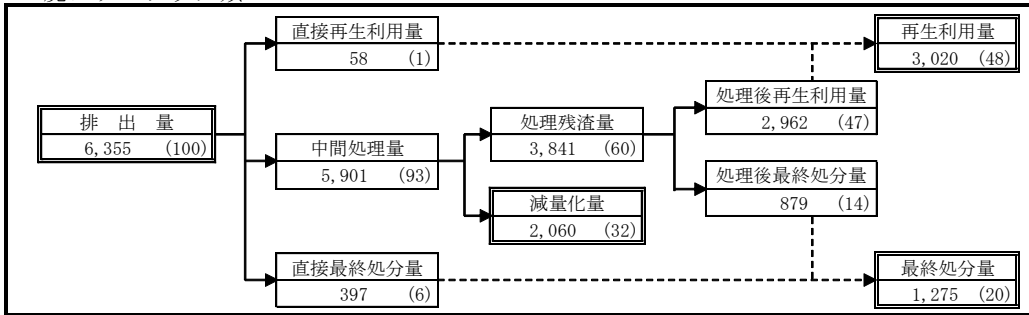 直接再生利用量
58 (1)
再生利用量
3,020 (48)
処理後再生利用量
2,962 (47)
排出量
6,355 (100)
処理残渣量
3,841 (60)
中間処理量
5,901 (93)
処理後最終処分量
879 (14)
減量化量
2,060 (32)
直接最終処分量
397 (6)
最終処分量
1,275 (20)